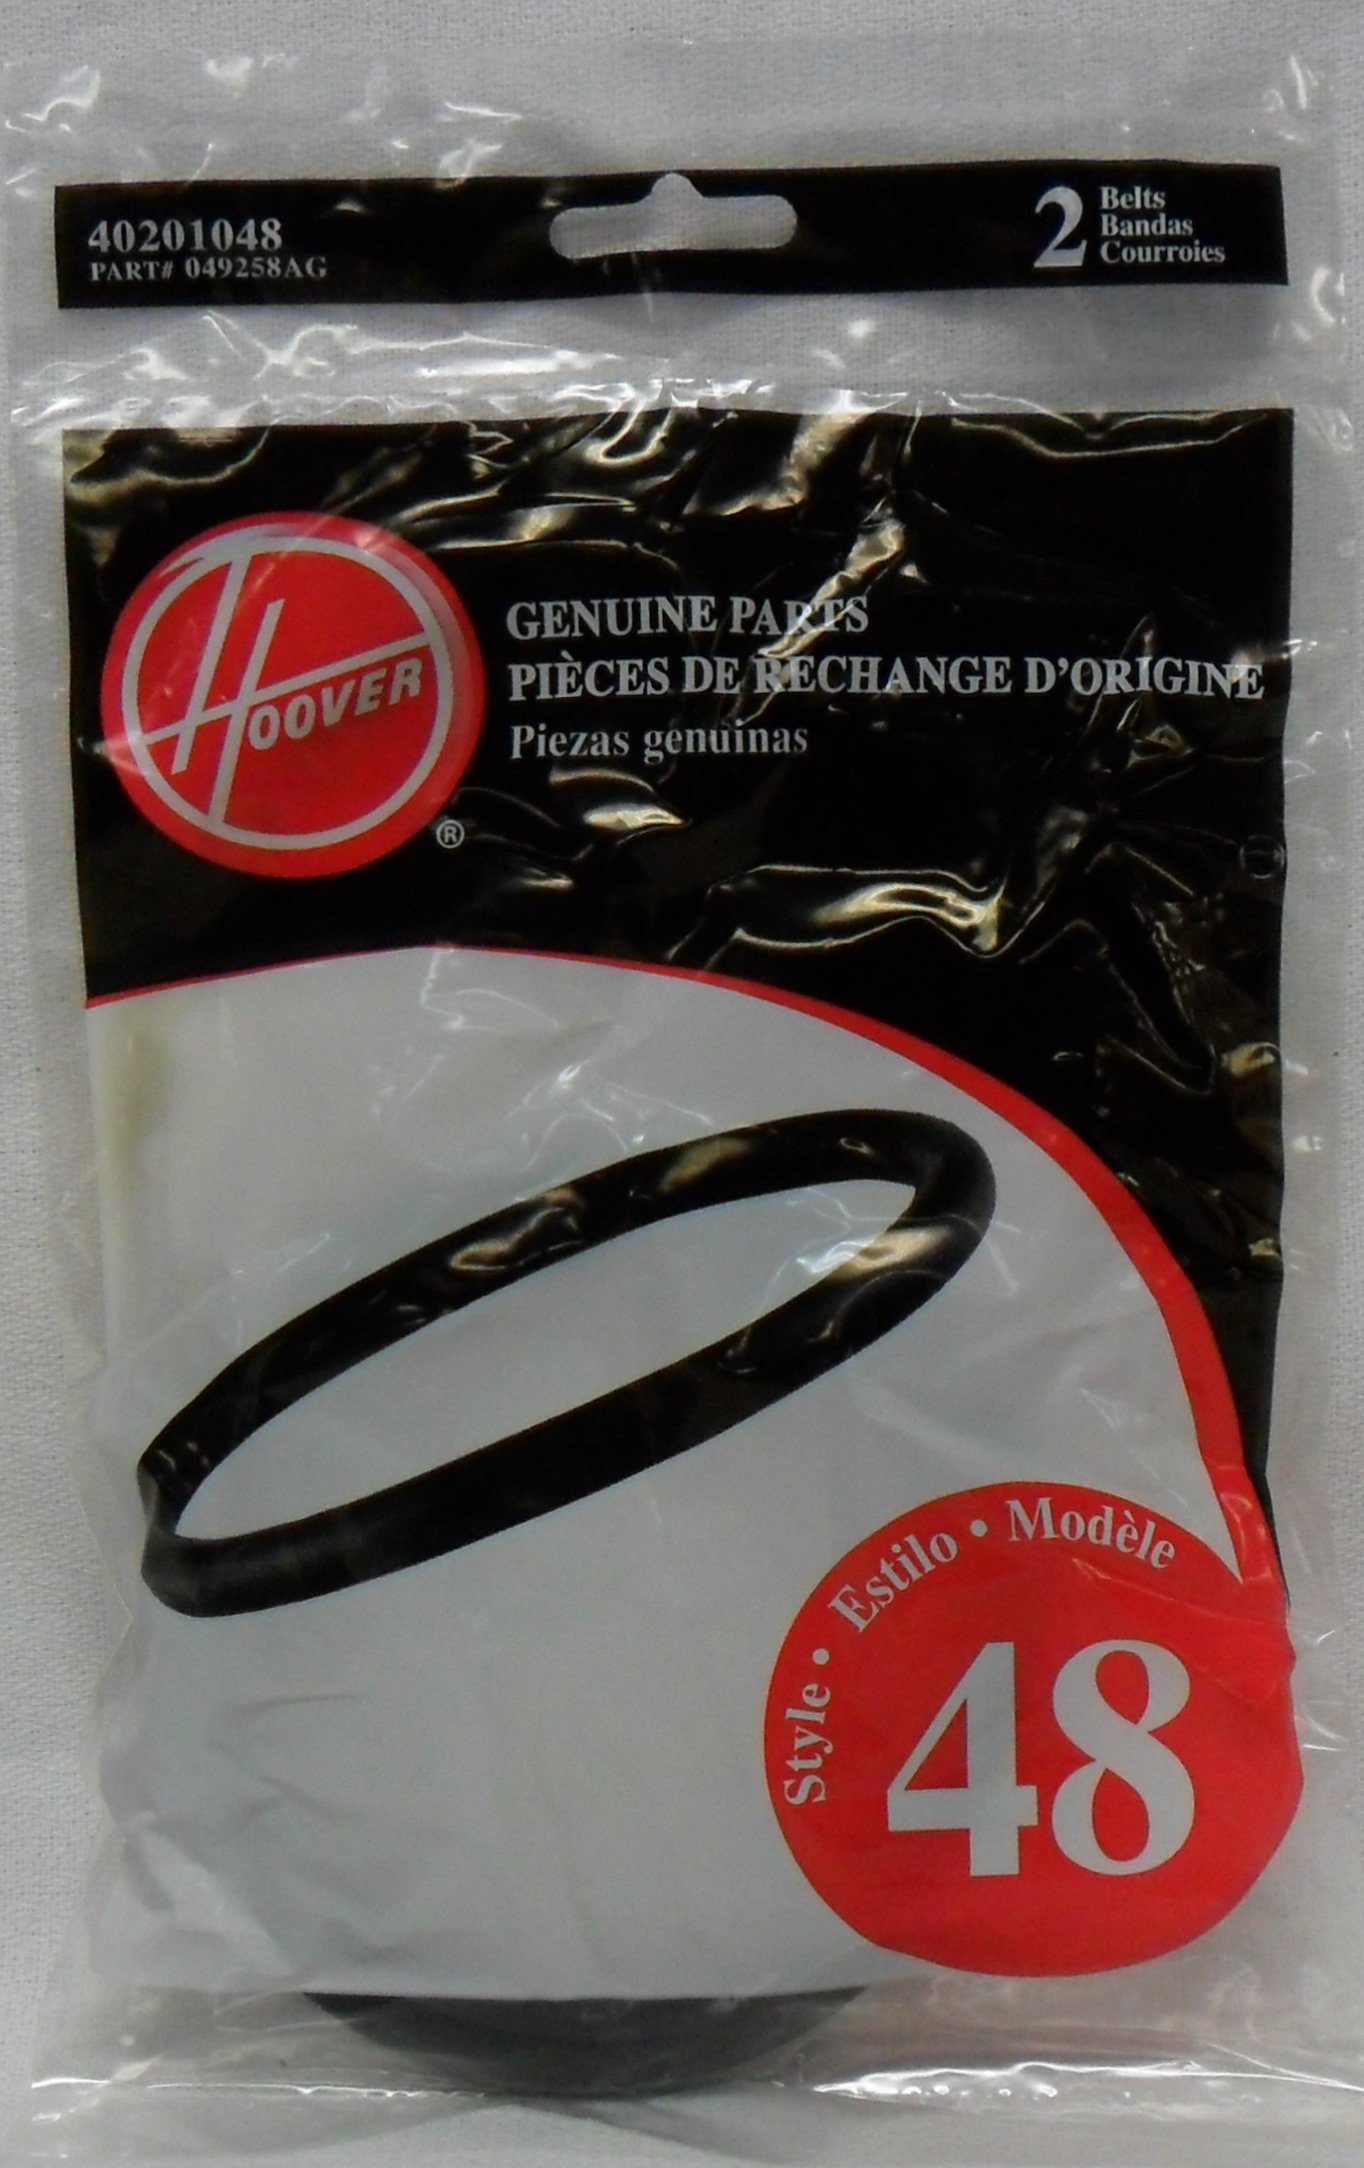 40201048
PART# 049258AG
2 Belts
Bandas
Courroies
HOOVER
®
GENUINE PARTS
PIÈCES DE RECHANGE D'ORIGINE
Piezas genuinas
Style • Estilo • Modèle
48